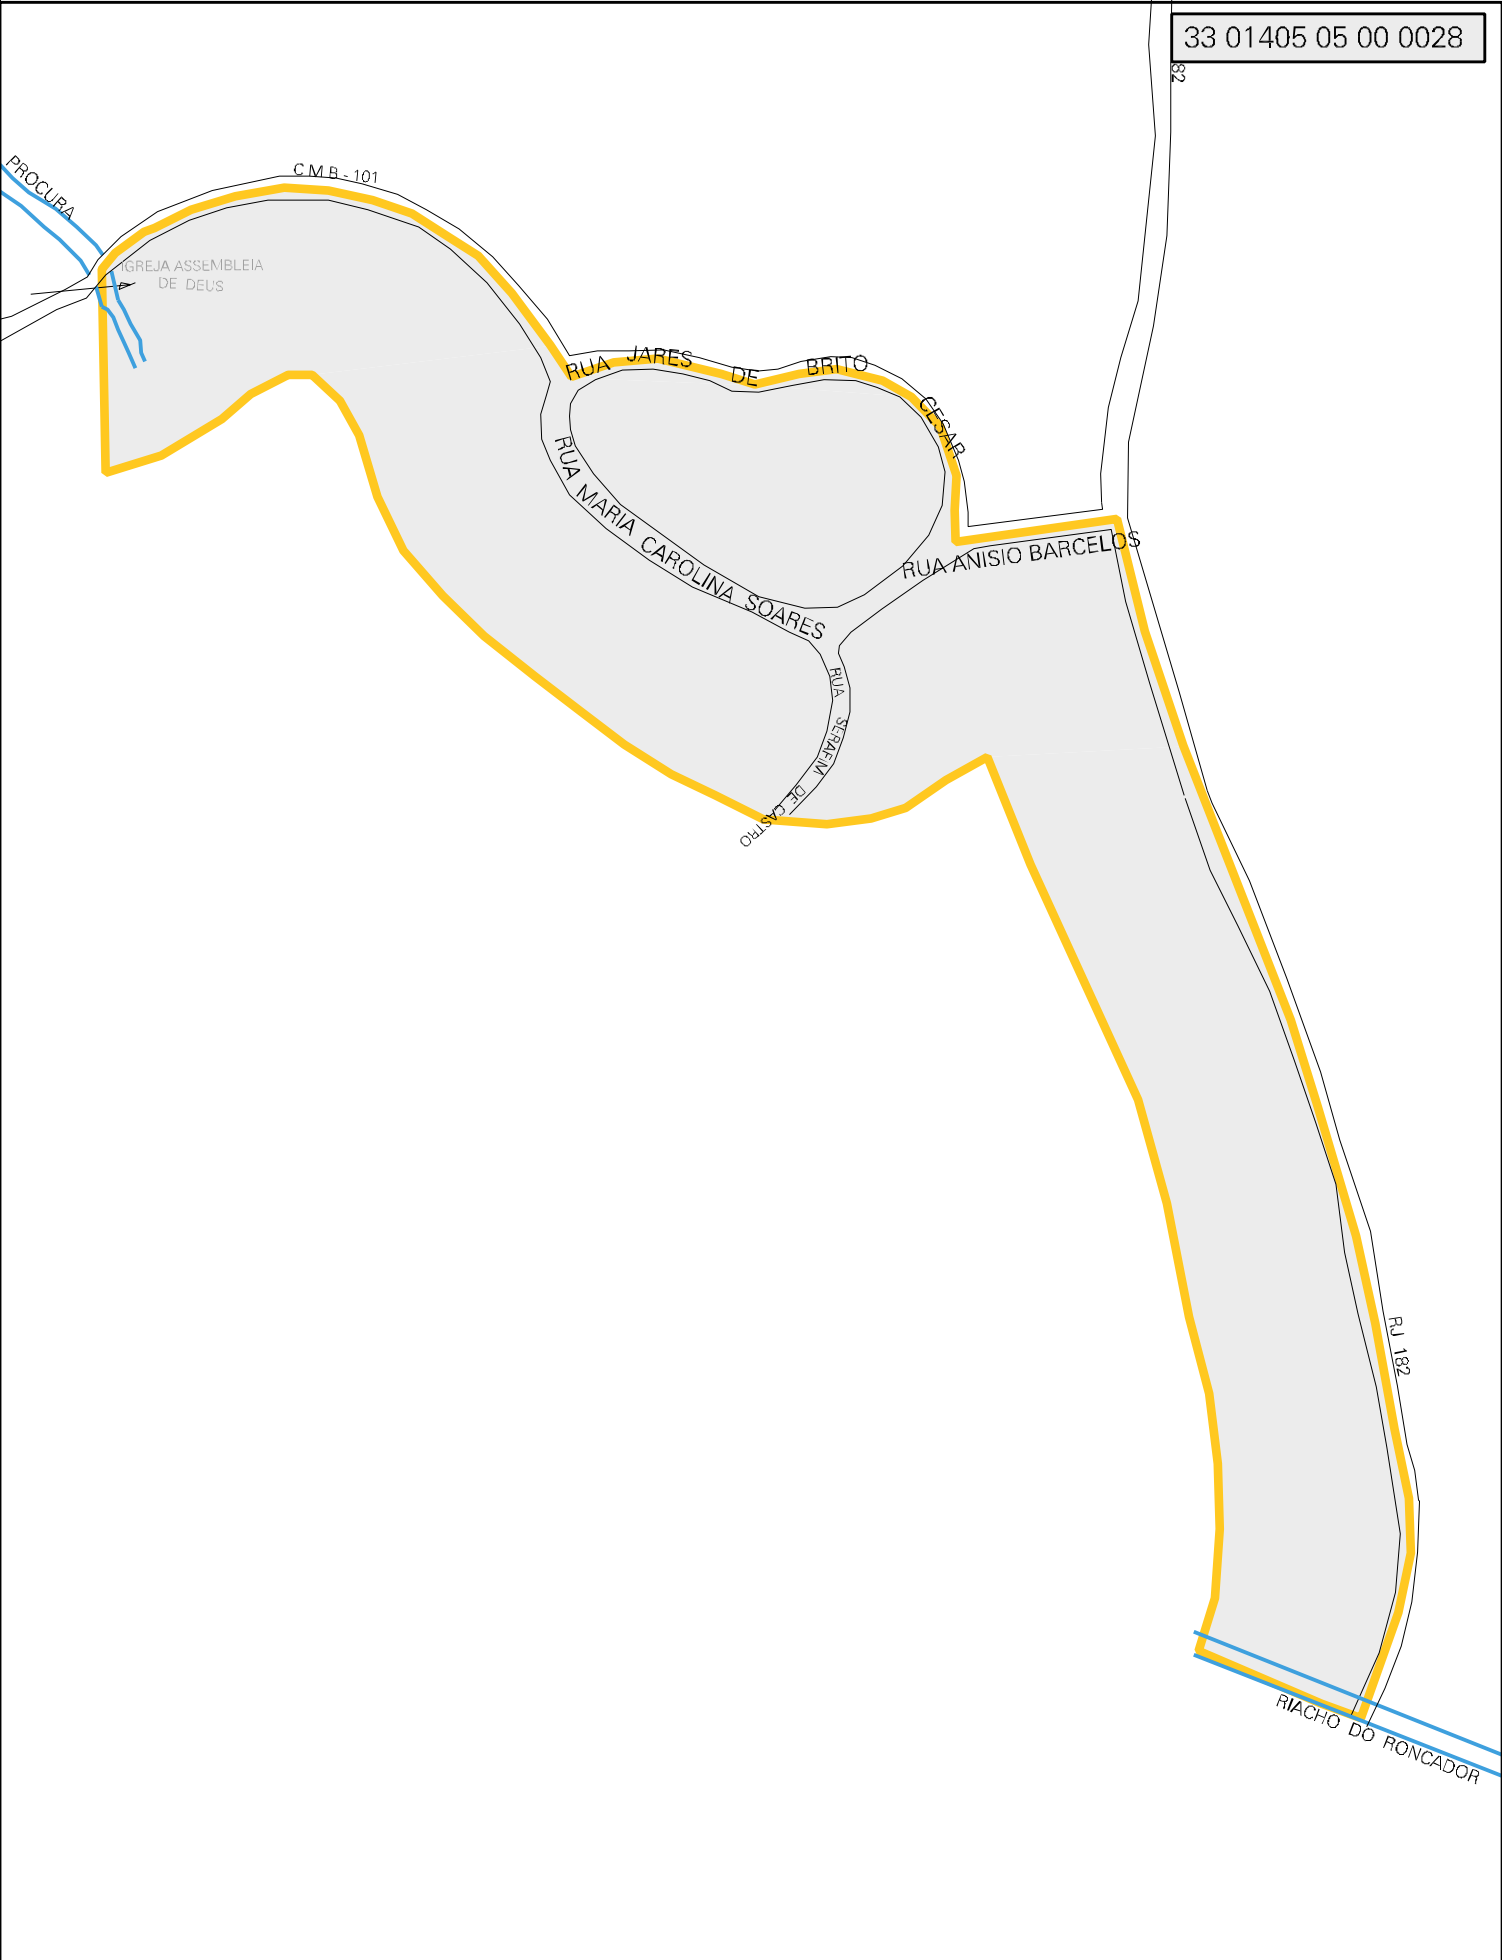 33 01405 05 00 0028
82
PROCURA
CMB-101
IGREJA ASSEMBLEIA
DE DEUS
RUA JARES DE BRITO CESAR
RUA MARIA CAROLINA SOARES
RUA ANISIO BARCELOS
RUA SERAFIM DE CASTRO
RJ 182
RIACHO DO RONCADOR